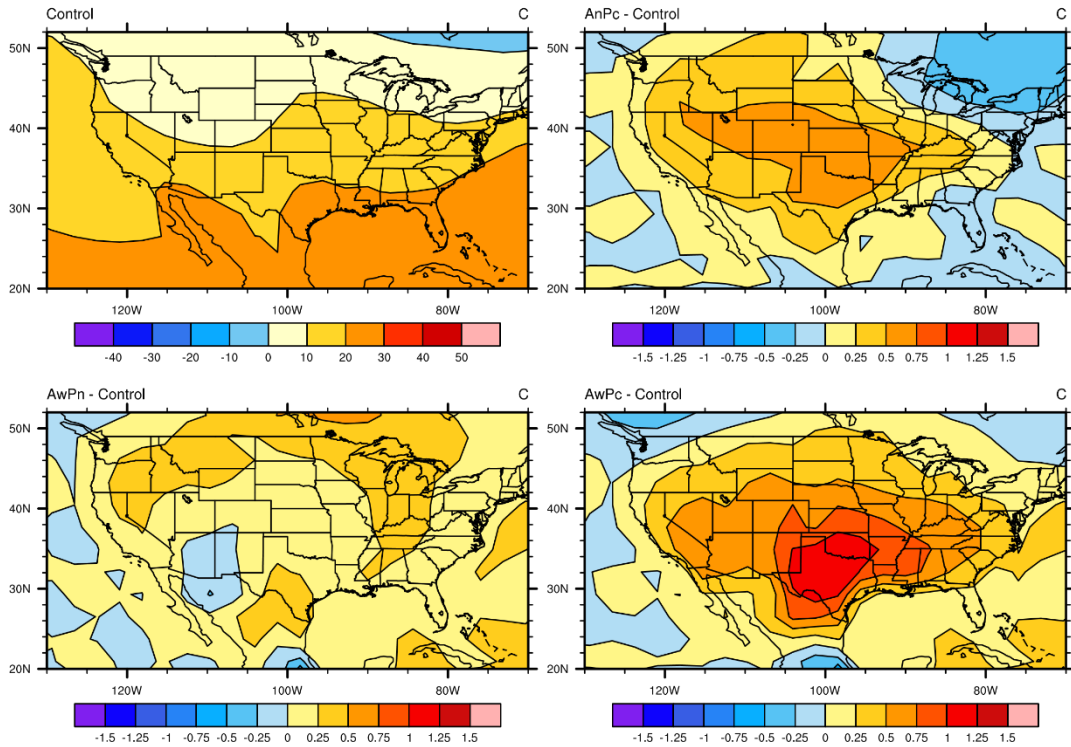 Control C
AnPc - Control C
50N
40N
30N
20N
120W 100W 80W
-40 -30 -20 -10 0 10 20 30 40 50
50N
40N
30N
20N
120W 100W 80W
-1.5 -1.25 -1 -0.75 -0.5 -0.25 0 0.25 0.5 0.75 1 1.25 1.5
AwPn - Control C
AwPc - Control C
50N
40N
30N
20N
120W 100W 80W
-1.5 -1.25 -1 -0.75 -0.5 -0.25 0 0.25 0.5 0.75 1 1.25 1.5
50N
40N
30N
20N
120W 100W 80W
-1.5 -1.25 -1 -0.75 -0.5 -0.25 0 0.25 0.5 0.75 1 1.25 1.5